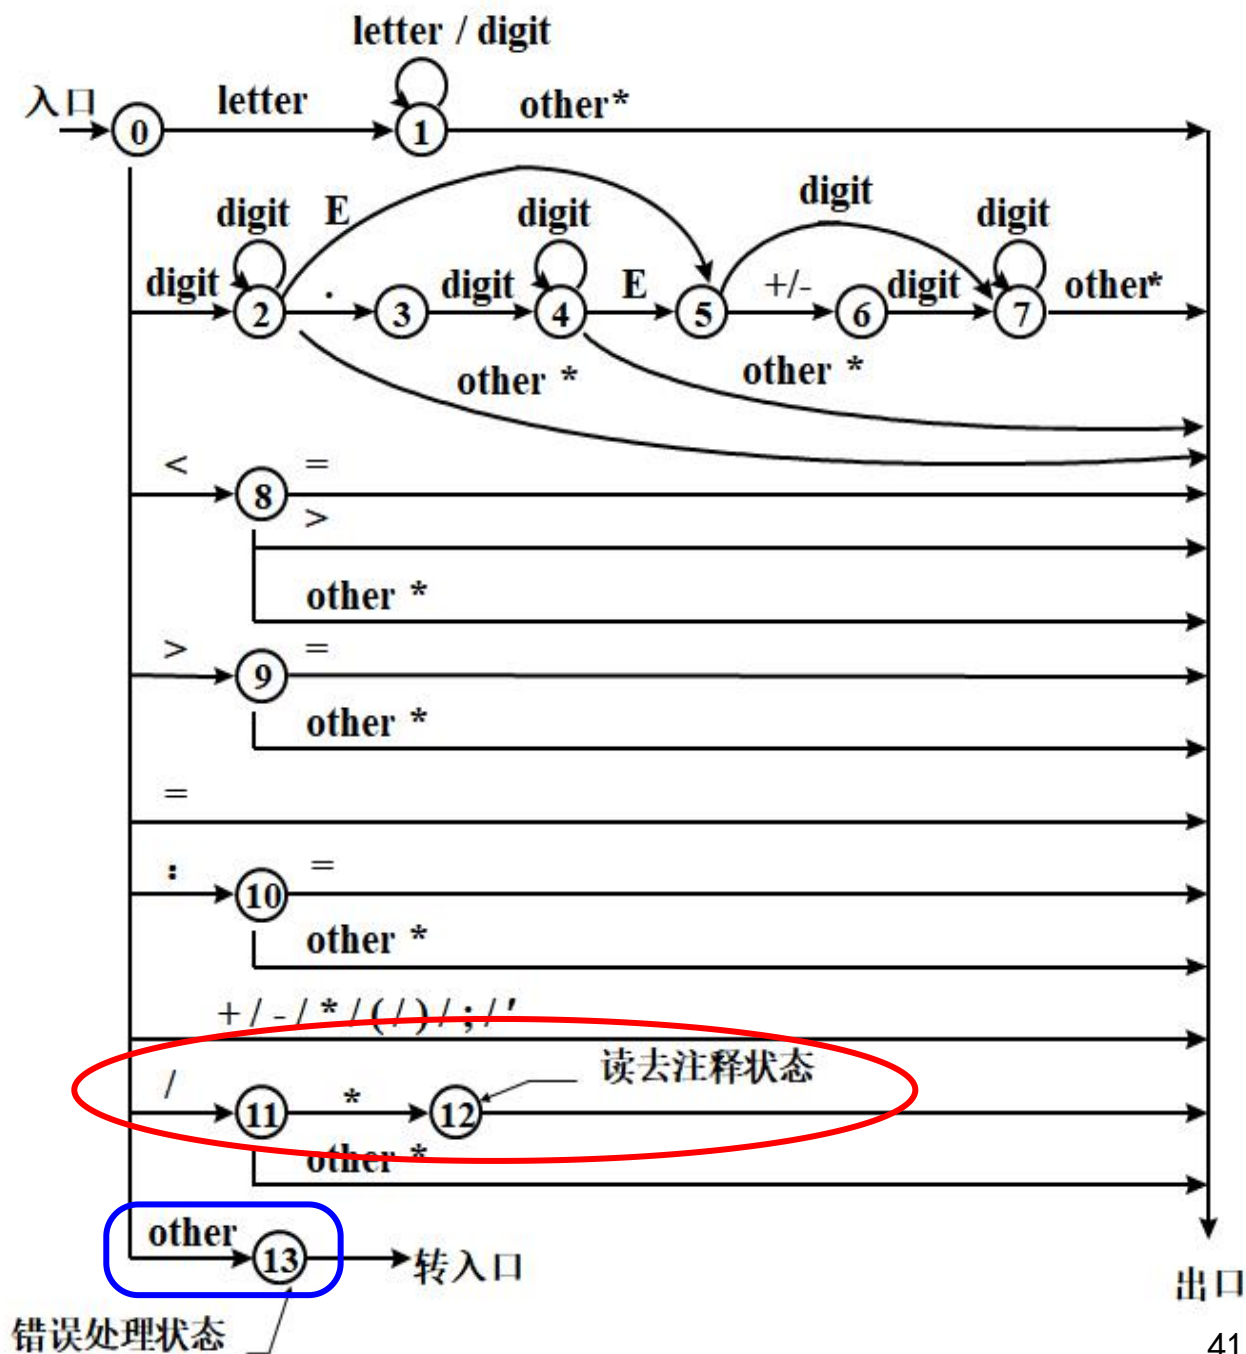 letter / digit
入口 0 letter 1 other*
digit E digit digit digit
digit 2 . 3 digit 4 E 5 +/- 6 digit 7 other*
other * other *
< 8 =
>
other *
> 9 =
other *
=
: 10 =
other *
+ / - / * / ( / ) / ; / '
/ 11 * 12 读去注释状态
other *
other 13 转入口
出口
错误处理状态
41